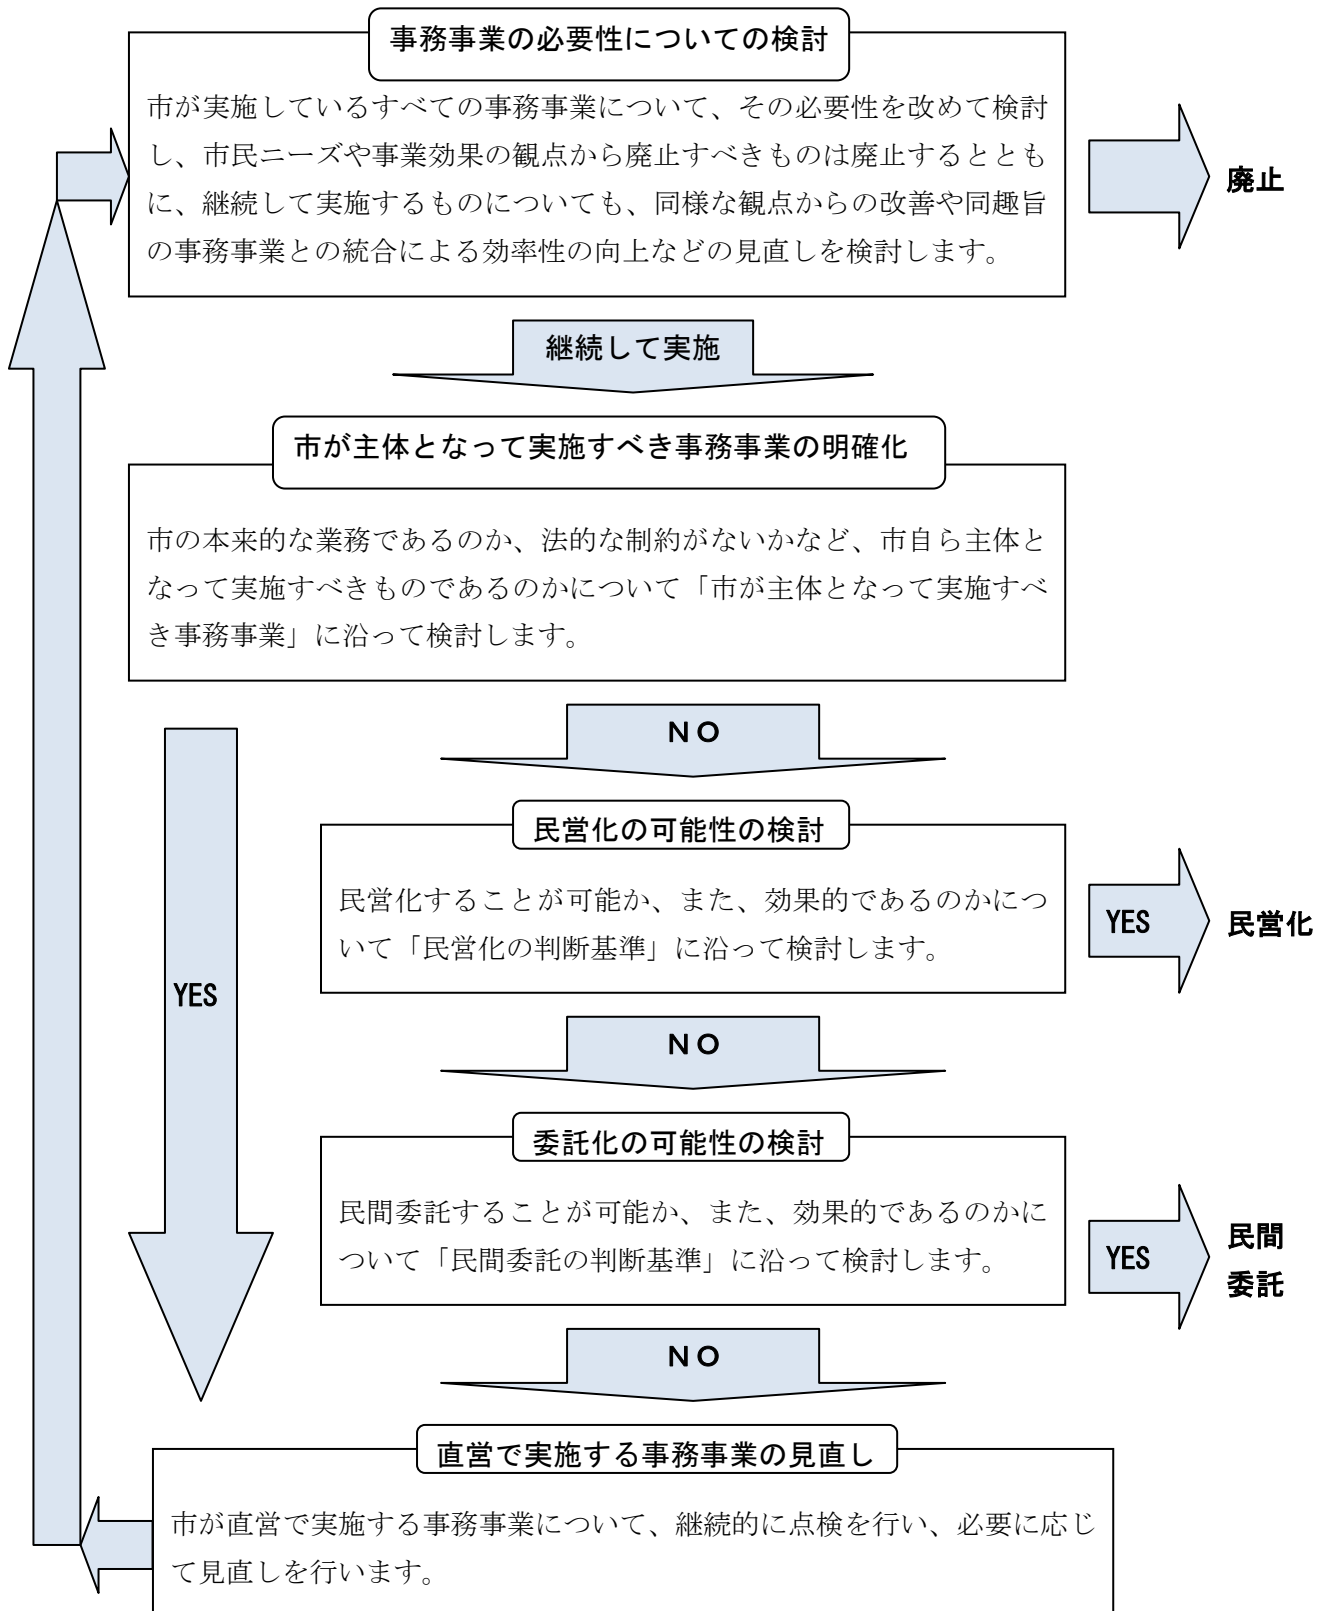 事務事業の必要性についての検討
市が実施しているすべての事務事業について、その必要性を改めて検討
し、市民ニーズや事業効果の観点から廃止すべきものは廃止するととも
に、継続して実施するものについても、同様な観点からの改善や同趣旨
の事務事業との統合による効率性の向上などの見直しを検討します。
廃止
継続して実施
市が主体となって実施すべき事務事業の明確化
市の本来的な業務であるのか、法的な制約がないかなど、市自ら主体と
なって実施すべきものであるのかについて「市が主体となって実施すべ
き事務事業」に沿って検討します。
NO
民営化の可能性の検討
民営化することが可能か、また、効果的であるのかにつ
いて「民営化の判断基準」に沿って検討します。
YES
民営化
YES
NO
委託化の可能性の検討
民間委託することが可能か、また、効果的であるのかに
ついて「民間委託の判断基準」に沿って検討します。
YES
民間
委託
NO
直営で実施する事務事業の見直し
市が直営で実施する事務事業について、継続的に点検を行い、必要に応じ
て見直しを行います。